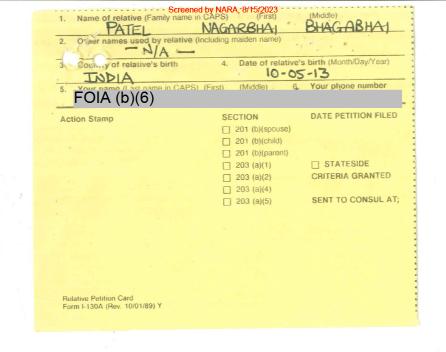 Screened by NARA, 8/15/2023
1. Name of relative (Family name in CAPS) (First) (Middle)
PATEL NAGARBHAI BHAGABHAI
2. Other names used by relative (Including maiden name)
— N/A —
3. Country of relative's birth 4. Date of relative's birth (Month/Day/Year)
INDIA 10-05-13
5. Your name (Last name in CAPS) (First) (Middle) 6. Your phone number
FOIA (b)(6)
Action Stamp SECTION DATE PETITION FILED
☐ 201 (b)(spouse)
☐ 201 (b)(child)
☐ 201 (b)(parent)
☐ 203 (a)(1) ☐ STATESIDE
☐ 203 (a)(2) CRITERIA GRANTED
☐ 203 (a)(4)
☐ 203 (a)(5) SENT TO CONSUL AT;
Relative Petition Card
Form I-130A (Rev. 10/01/89) Y